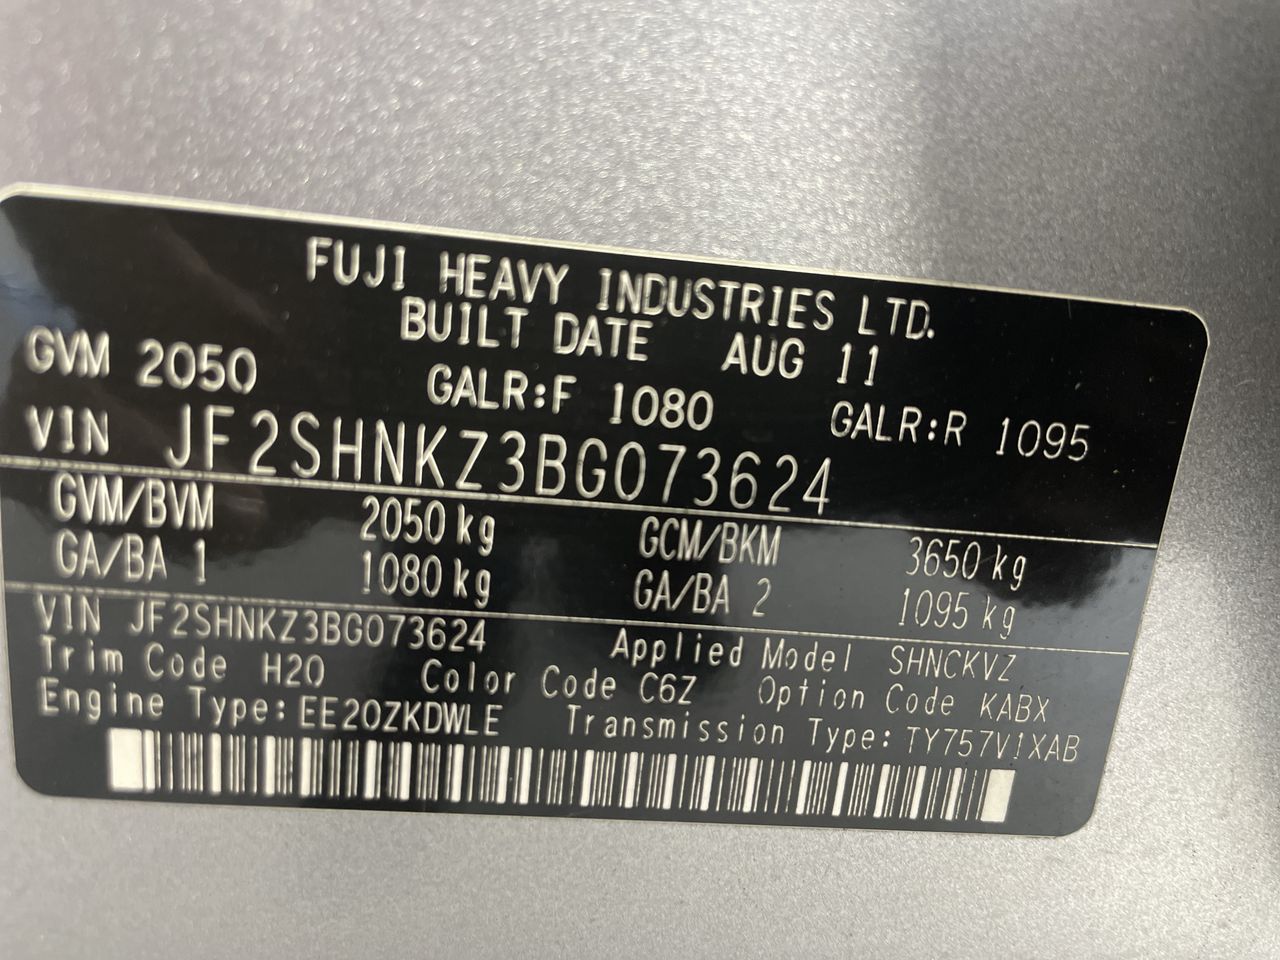 FUJI HEAVY INDUSTRIES LTD.
BUILT DATE AUG 11
GVM 2050 GALR:F 1080 GALR:R 1095
VIN JF2SHNKZ3BG073624
GVM/BVM 2050 kg GCM/BKM 3650 kg
GA/BA 1 1080 kg GA/BA 2 1095 kg
VIN JF2SHNKZ3BG073624 Applied Model SHNCKVZ
Trim Code H20 Color Code C6Z Option Code KABX
Engine Type:EE20ZKDWLE Transmission Type:TY757V1XAB